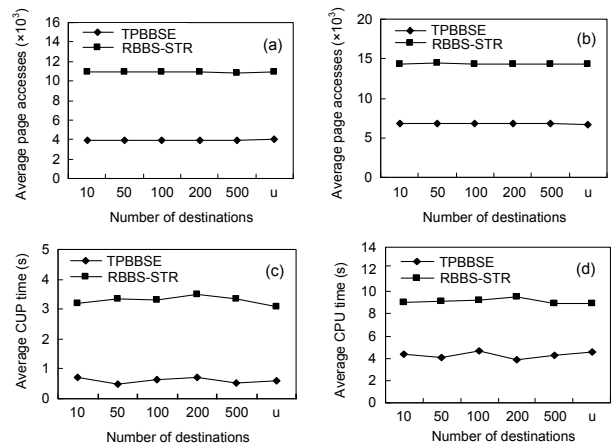 Average page accesses (×10³)
16
14
12
10
8
6
4
2
0
TPBBSE
RBBS-STR
(a)
10 50 100 200 500 u
Number of destinations
Average page accesses (×10³)
20
15
10
5
0
TPBBSE
RBBS-STR
(b)
10 50 100 200 500 u
Number of destinations
Average CUP time (s)
5
4
3
2
1
0
TPBBSE
RBBS-STR
(c)
10 50 100 200 500 u
Number of destinations
Average CPU time (s)
14
12
10
8
6
4
2
0
TPBBSE
RBBS-STR
(d)
10 50 100 200 500 u
Number of destinations